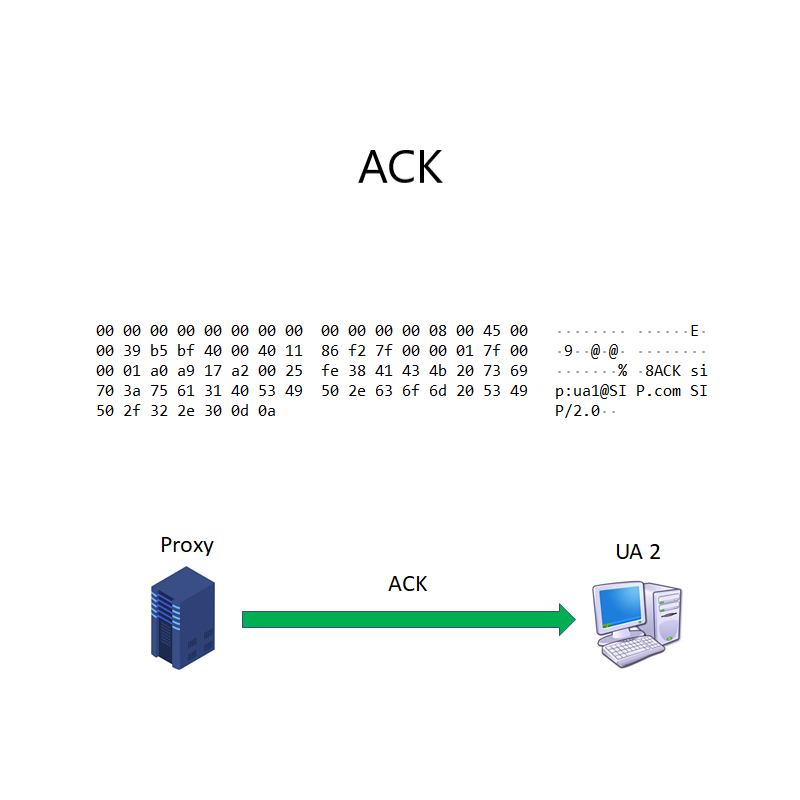 ACK
00 00 00 00 00 00 00 00  00 00 00 00 08 00 45 00   ········ ······E·
00 39 b5 bf 40 00 40 11  86 f2 7f 00 00 01 7f 00   ·9··@·@· ········
00 01 a0 a9 17 a2 00 25  fe 38 41 43 4b 20 73 69   ·······% ·8ACK si
70 3a 75 61 31 40 53 49  50 2e 63 6f 6d 20 53 49   p:ua1@SI P.com SI
50 2f 32 2e 30 0d 0a   P/2.0··
Proxy
UA 2
ACK